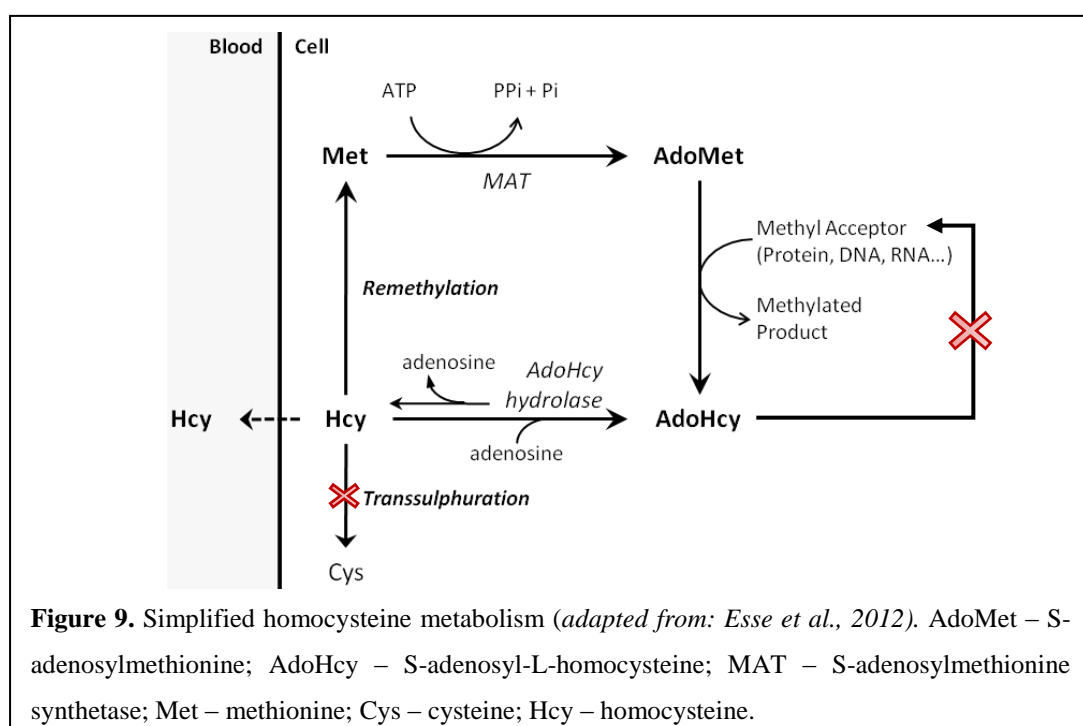 Blood Cell
ATP PPi + Pi
Met AdoMet
MAT
Methyl Acceptor
(Protein, DNA, RNA...)
Remethylation
Methylated
Product
adenosine AdoHcy
hydrolase
Hcy Hcy AdoHcy
adenosine
Transsulphuration
Cys
Figure 9. Simplified homocysteine metabolism (adapted from: Esse et al., 2012). AdoMet – S-
adenosylmethionine; AdoHcy – S-adenosyl-L-homocysteine; MAT – S-adenosylmethionine
synthetase; Met – methionine; Cys – cysteine; Hcy – homocysteine.